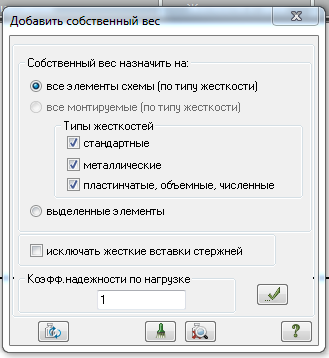 Добавить собственный вес
Собственный вес назначить на:
все элементы схемы (по типу жесткости)
все монтируемые (по типу жесткости)
Типы жесткостей
стандартные
металлические
пластинчатые, объемные, численные
выделенные элементы
исключать жесткие вставки стержней
Коэфф.надежности по нагрузке
1
?